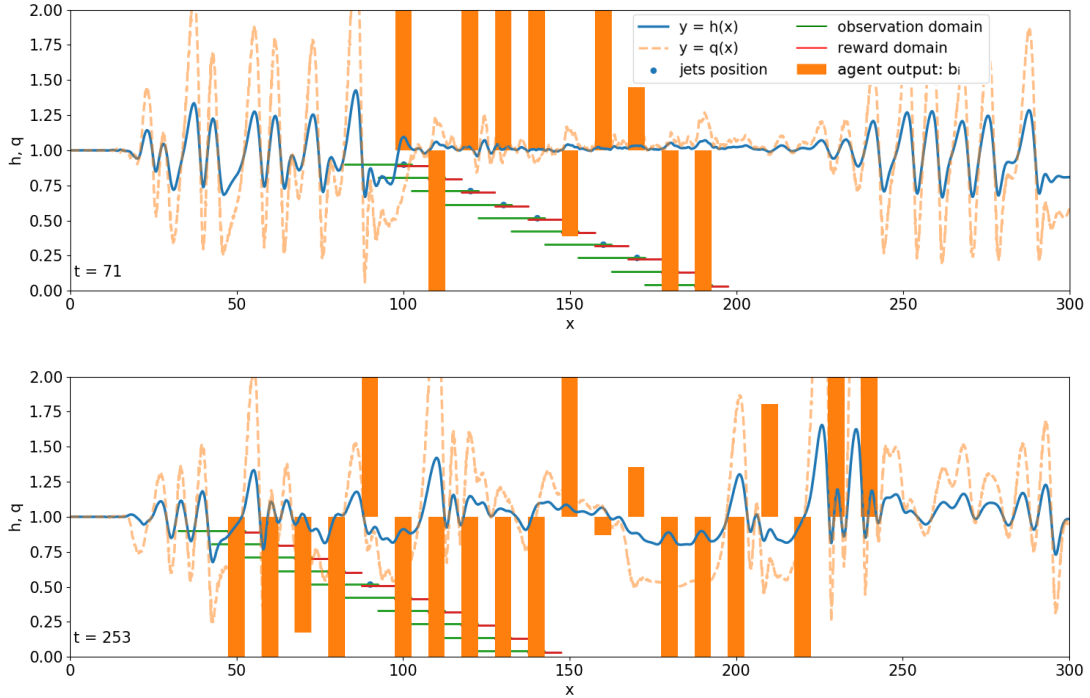 2.00
1.75
1.50
1.25
1.00
0.75
0.50
0.25
0.00
h, q
y = h(x)
y = q(x)
jets position
observation domain
reward domain
agent output: bᵢ
t = 71
0 50 100 150 200 250 300
x
2.00
1.75
1.50
1.25
1.00
0.75
0.50
0.25
0.00
h, q
t = 253
0 50 100 150 200 250 300
x